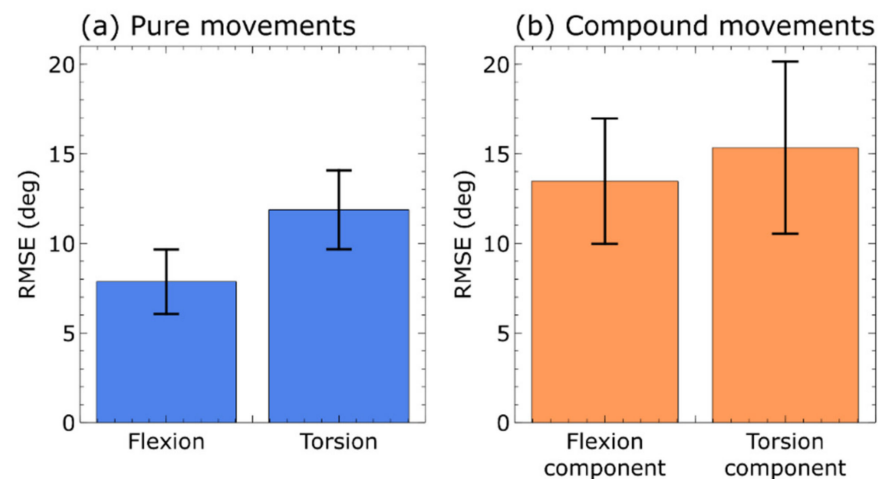 (a) Pure movements
RMSE (deg)
20
15
10
5
0
Flexion
Torsion
(b) Compound movements
RMSE (deg)
20
15
10
5
0
Flexion
component
Torsion
component